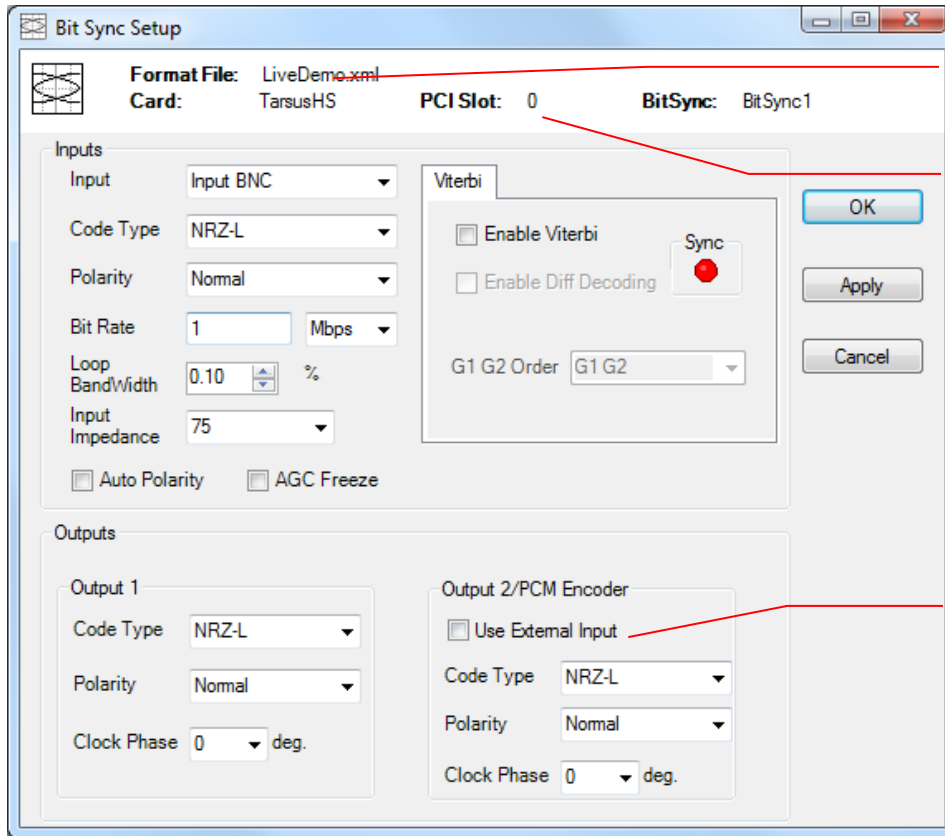 Bit Sync Setup
Format File: LiveDemo.xml
Card: TarsusHS PCI Slot: 0 BitSync: BitSync1
Inputs
Input Input BNC
Code Type NRZ-L
Polarity Normal
Bit Rate 1 Mbps
Loop
BandWidth 0.10 %
Input
Impedance 75
Auto Polarity AGC Freeze
Viterbi
Enable Viterbi
Sync
Enable Diff Decoding
G1 G2 Order G1 G2
OK
Apply
Cancel
Outputs
Output 1
Code Type NRZ-L
Polarity Normal
Clock Phase 0 deg.
Output 2/PCM Encoder
Use External Input
Code Type NRZ-L
Polarity Normal
Clock Phase 0 deg.